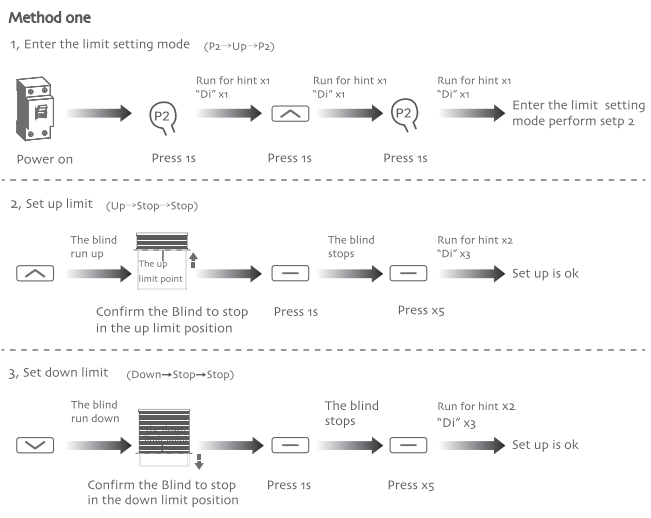 Method one
1, Enter the limit setting mode (P2→Up→P2)
Run for hint x1
"Di" x1
Run for hint x1
"Di" x1
Run for hint x1
"Di" x1
P2
P2
Enter the limit setting
mode perform setp 2
Power on
Press 1s
Press 1s
Press 1s
2, Set up limit (Up→Stop→Stop)
The blind
run up
The up
limit point
The blind
stops
Run for hint x2
"Di" x3
Set up is ok
Confirm the Blind to stop
in the up limit position
Press 1s
Press x5
3, Set down limit (Down→Stop→Stop)
The blind
run down
The blind
stops
Run for hint x2
"Di" x3
Set up is ok
Confirm the Blind to stop
in the down limit position
Press 1s
Press x5